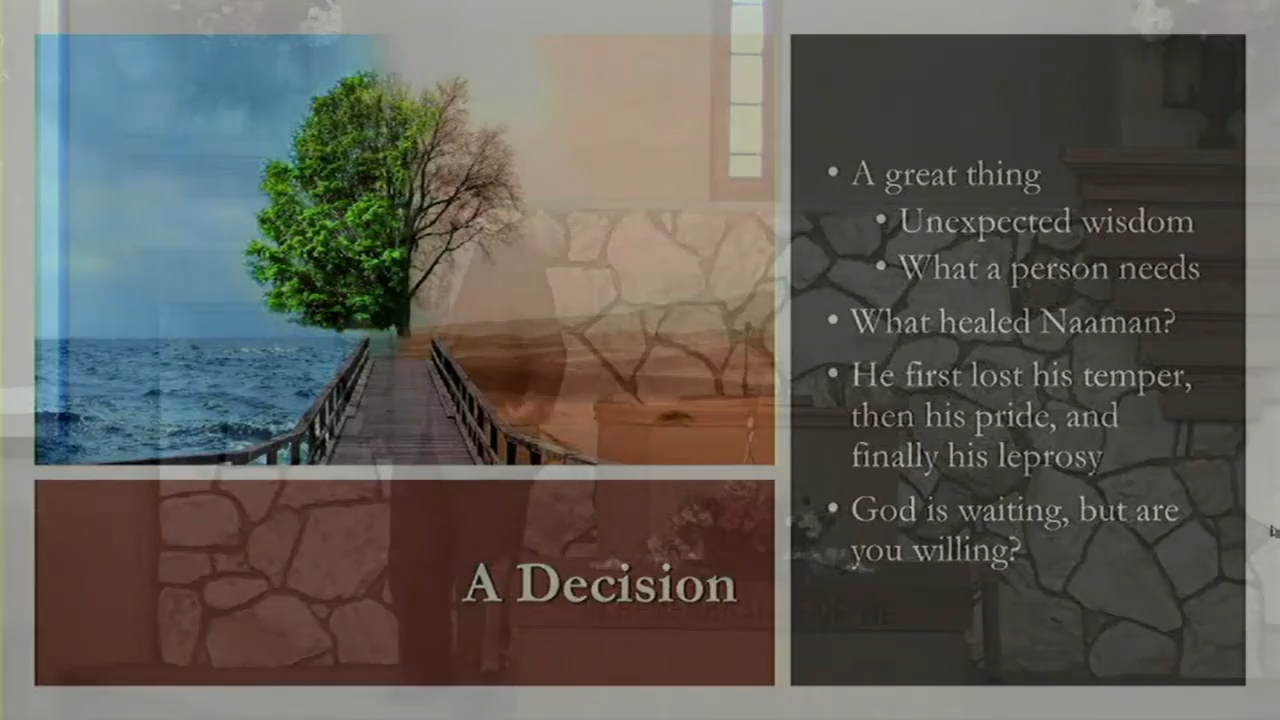 A Decision
• A great thing
• Unexpected wisdom
• What a person needs
• What healed Naaman?
• He first lost his temper,
then his pride, and
finally his leprosy
• God is waiting, but are
you willing?